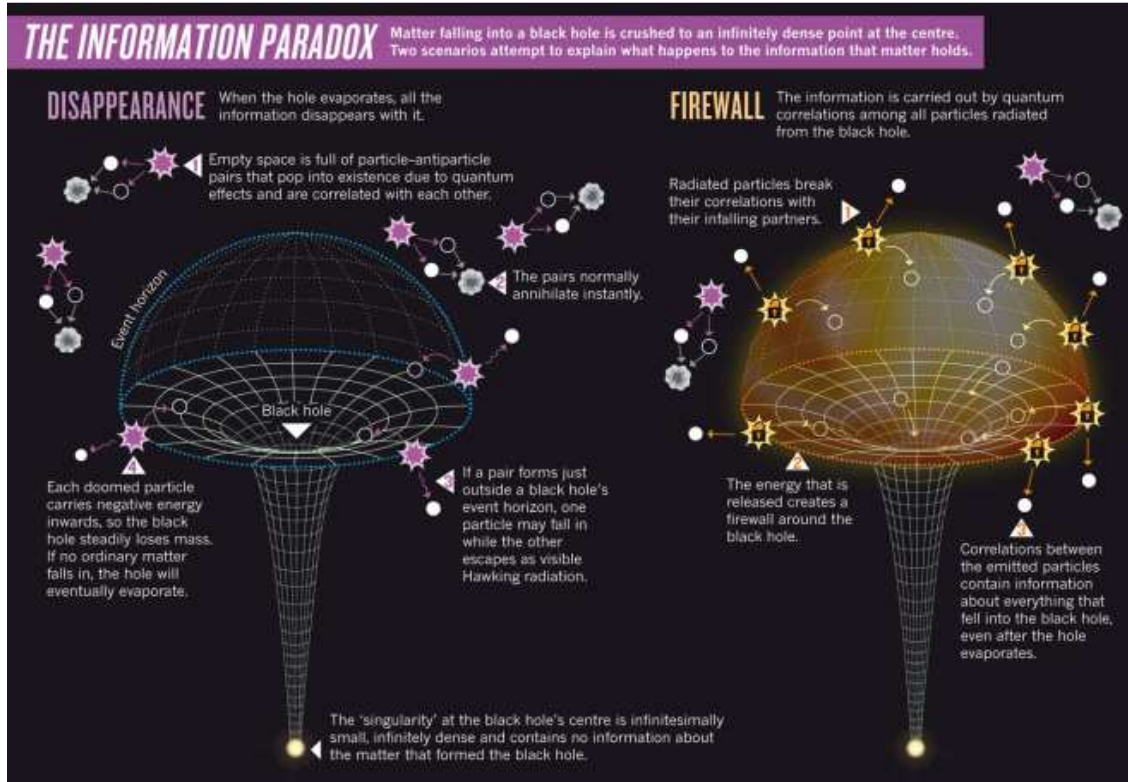 THE INFORMATION PARADOX
Matter falling into a black hole is crushed to an infinitely dense point at the centre.
Two scenarios attempt to explain what happens to the information that matter holds.
DISAPPEARANCE
When the hole evaporates, all the
information disappears with it.
1
Empty space is full of particle–antiparticle
pairs that pop into existence due to quantum
effects and are correlated with each other.
2
The pairs normally
annihilate instantly.
Event horizon
Black hole
3
If a pair forms just
outside a black hole's
event horizon, one
particle may fall in
while the other
escapes as visible
Hawking radiation.
4
Each doomed particle
carries negative energy
inwards, so the black
hole steadily loses mass.
If no ordinary matter
falls in, the hole will
eventually evaporate.
The 'singularity' at the black hole's centre is infinitesimally
small, infinitely dense and contains no information about
the matter that formed the black hole.
FIREWALL
The information is carried out by quantum
correlations among all particles radiated
from the black hole.
Radiated particles break
their correlations with
their infalling partners.
1
2
The energy that is
released creates a
firewall around the
black hole.
3
Correlations between
the emitted particles
contain information
about everything that
fell into the black hole,
even after the hole
evaporates.